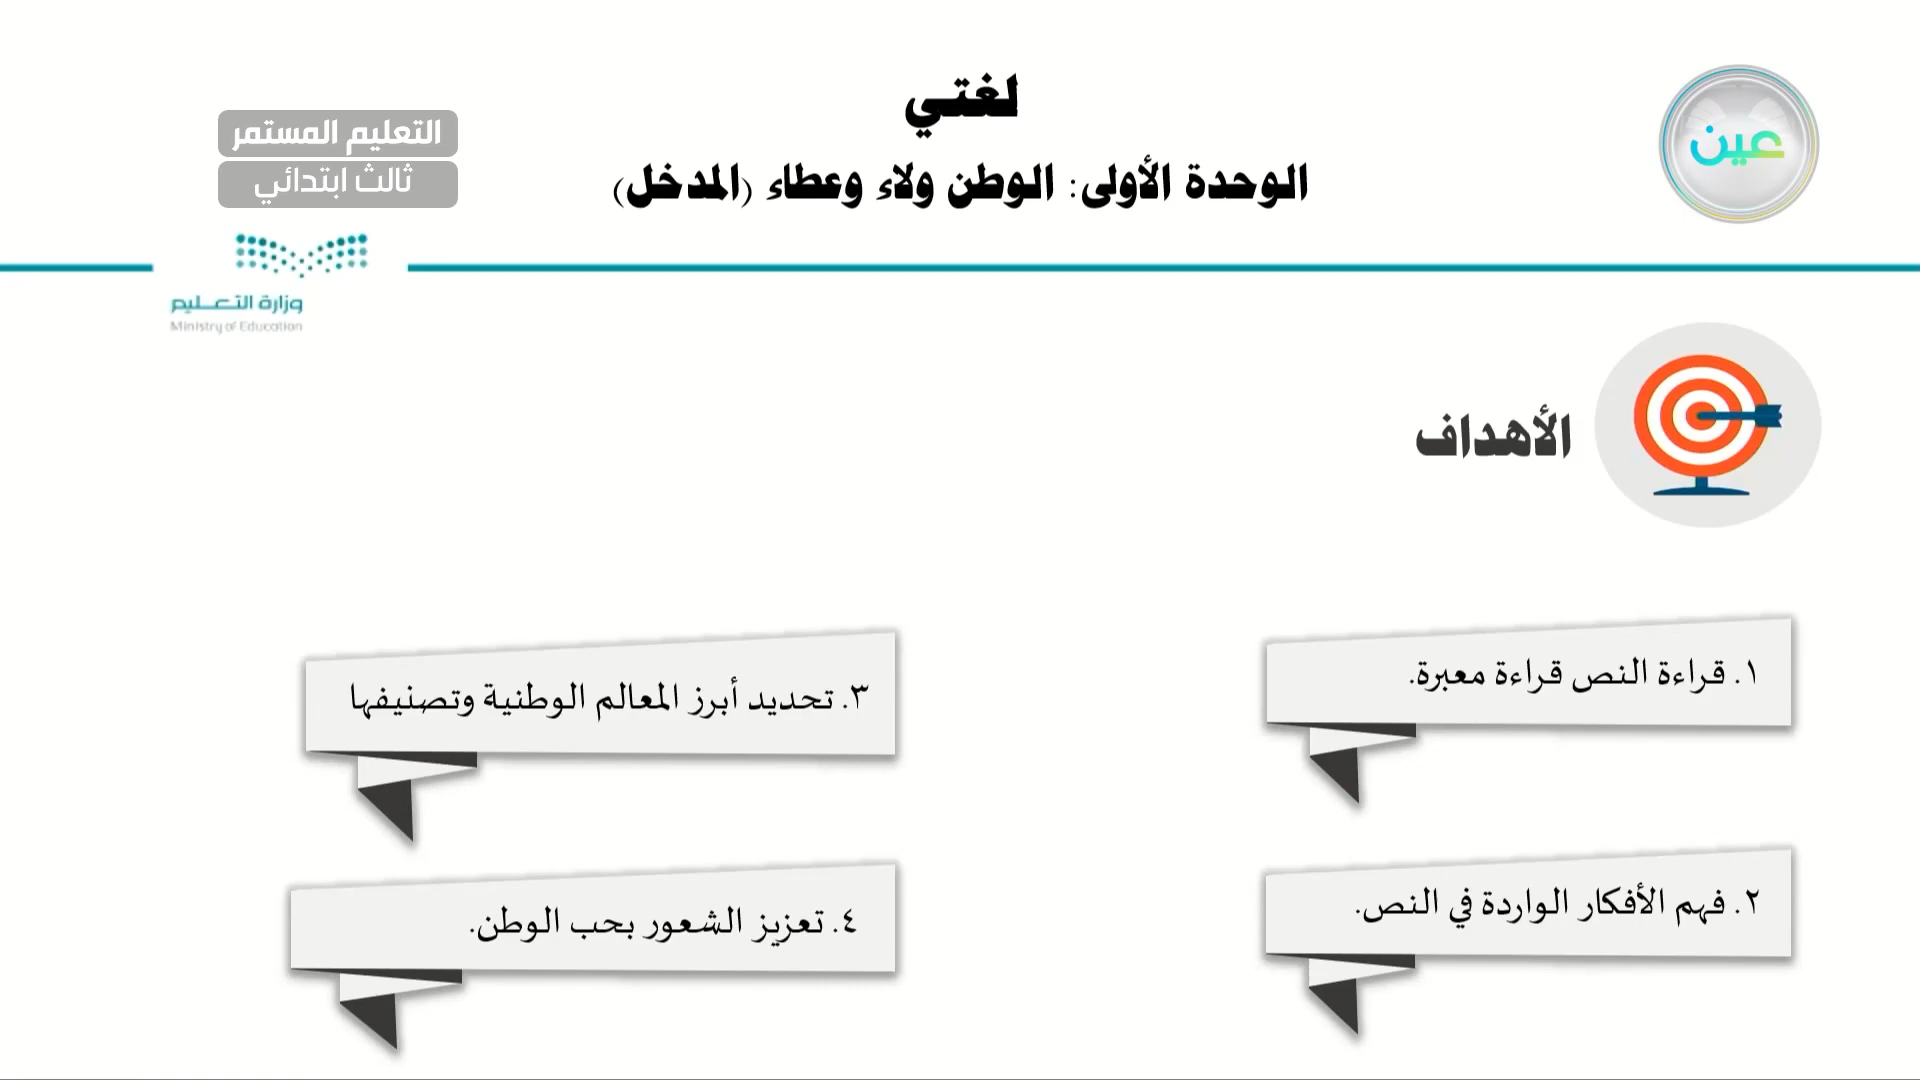 لغتي
الوحدة الأولى: الوطن ولاء وعطاء (المدخل)
عين
التعليم المستمر
ثالث ابتدائي
وزارة التعليم
Ministry of Education
الأهداف
١. قراءة النص قراءة معبرة.
٢. فهم الأفكار الواردة في النص.
٣. تحديد أبرز المعالم الوطنية وتصنيفها
٤. تعزيز الشعور بحب الوطن.